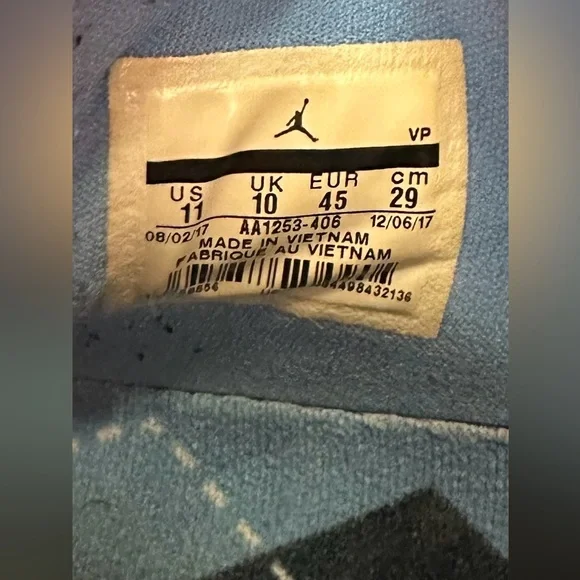 VP
US UK EUR cm
11 10 45 29
08/02/17 AA1253-406 12/06/17
MADE IN VIETNAM
FABRIQUE AU VIETNAM